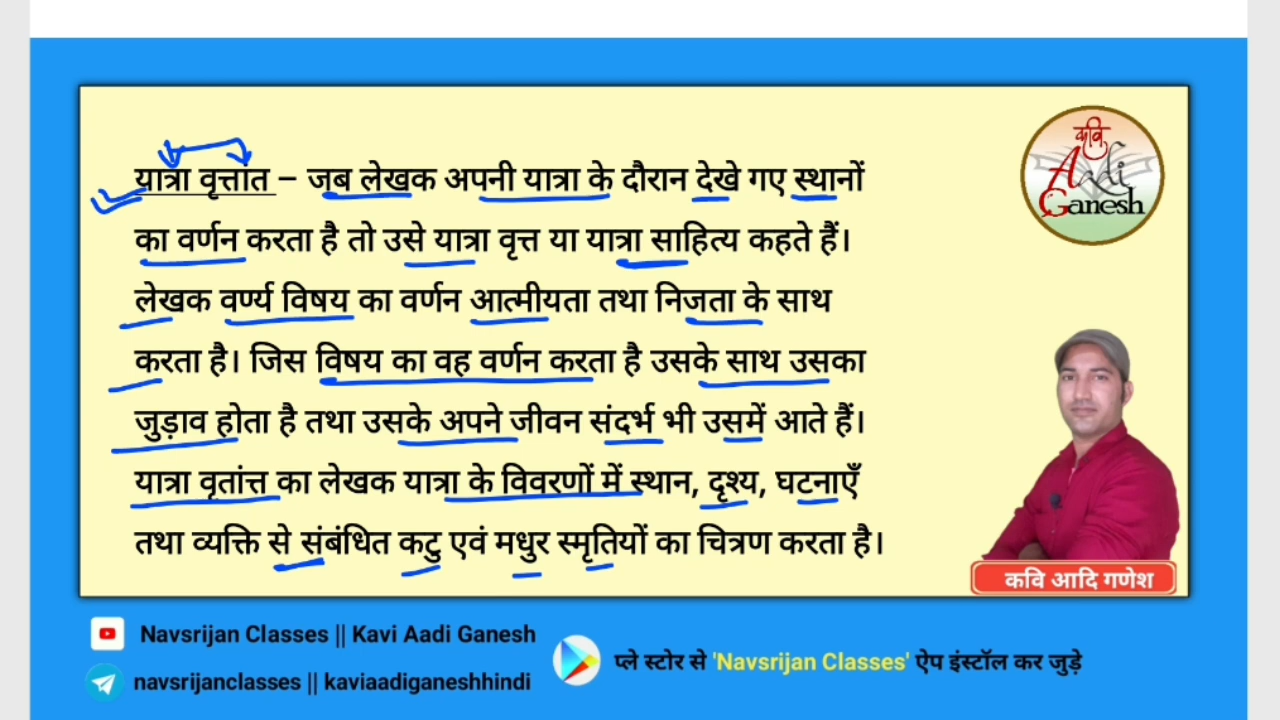 यात्रा वृत्तांत – जब लेखक अपनी यात्रा के दौरान देखे गए स्थानों
का वर्णन करता है तो उसे यात्रा वृत्त या यात्रा साहित्य कहते हैं।
लेखक वर्ण्य विषय का वर्णन आत्मीयता तथा निजता के साथ
करता है। जिस विषय का वह वर्णन करता है उसके साथ उसका
जुड़ाव होता है तथा उसके अपने जीवन संदर्भ भी उसमें आते हैं।
यात्रा वृतांत्त का लेखक यात्रा के विवरणों में स्थान, दृश्य, घटनाएँ
तथा व्यक्ति से संबंधित कटु एवं मधुर स्मृतियों का चित्रण करता है।
कवि
Aadi
Ganesh
कवि आदि गणेश
Navsrijan Classes || Kavi Aadi Ganesh
navsrijanclasses || kaviaadiganeshhindi
प्ले स्टोर से 'Navsrijan Classes' ऐप इंस्टॉल कर जुड़े